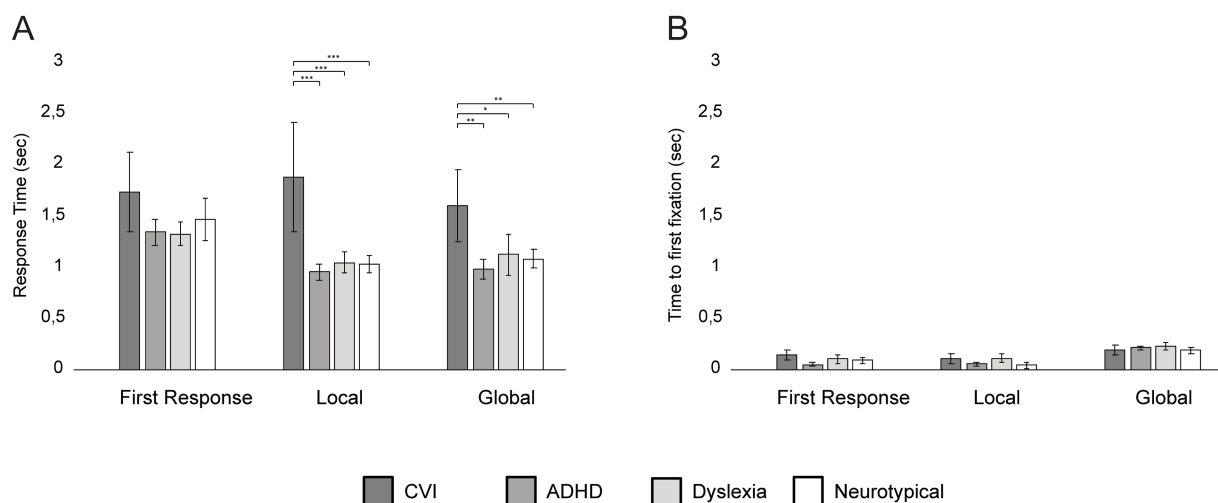 A
Response Time (sec)
3
2,5
2
1,5
1
0,5
0
***
***
***
**
*
**
First Response Local Global
B
Time to first fixation (sec)
3
2,5
2
1,5
1
0,5
0
First Response Local Global
CVI ADHD Dyslexia Neurotypical